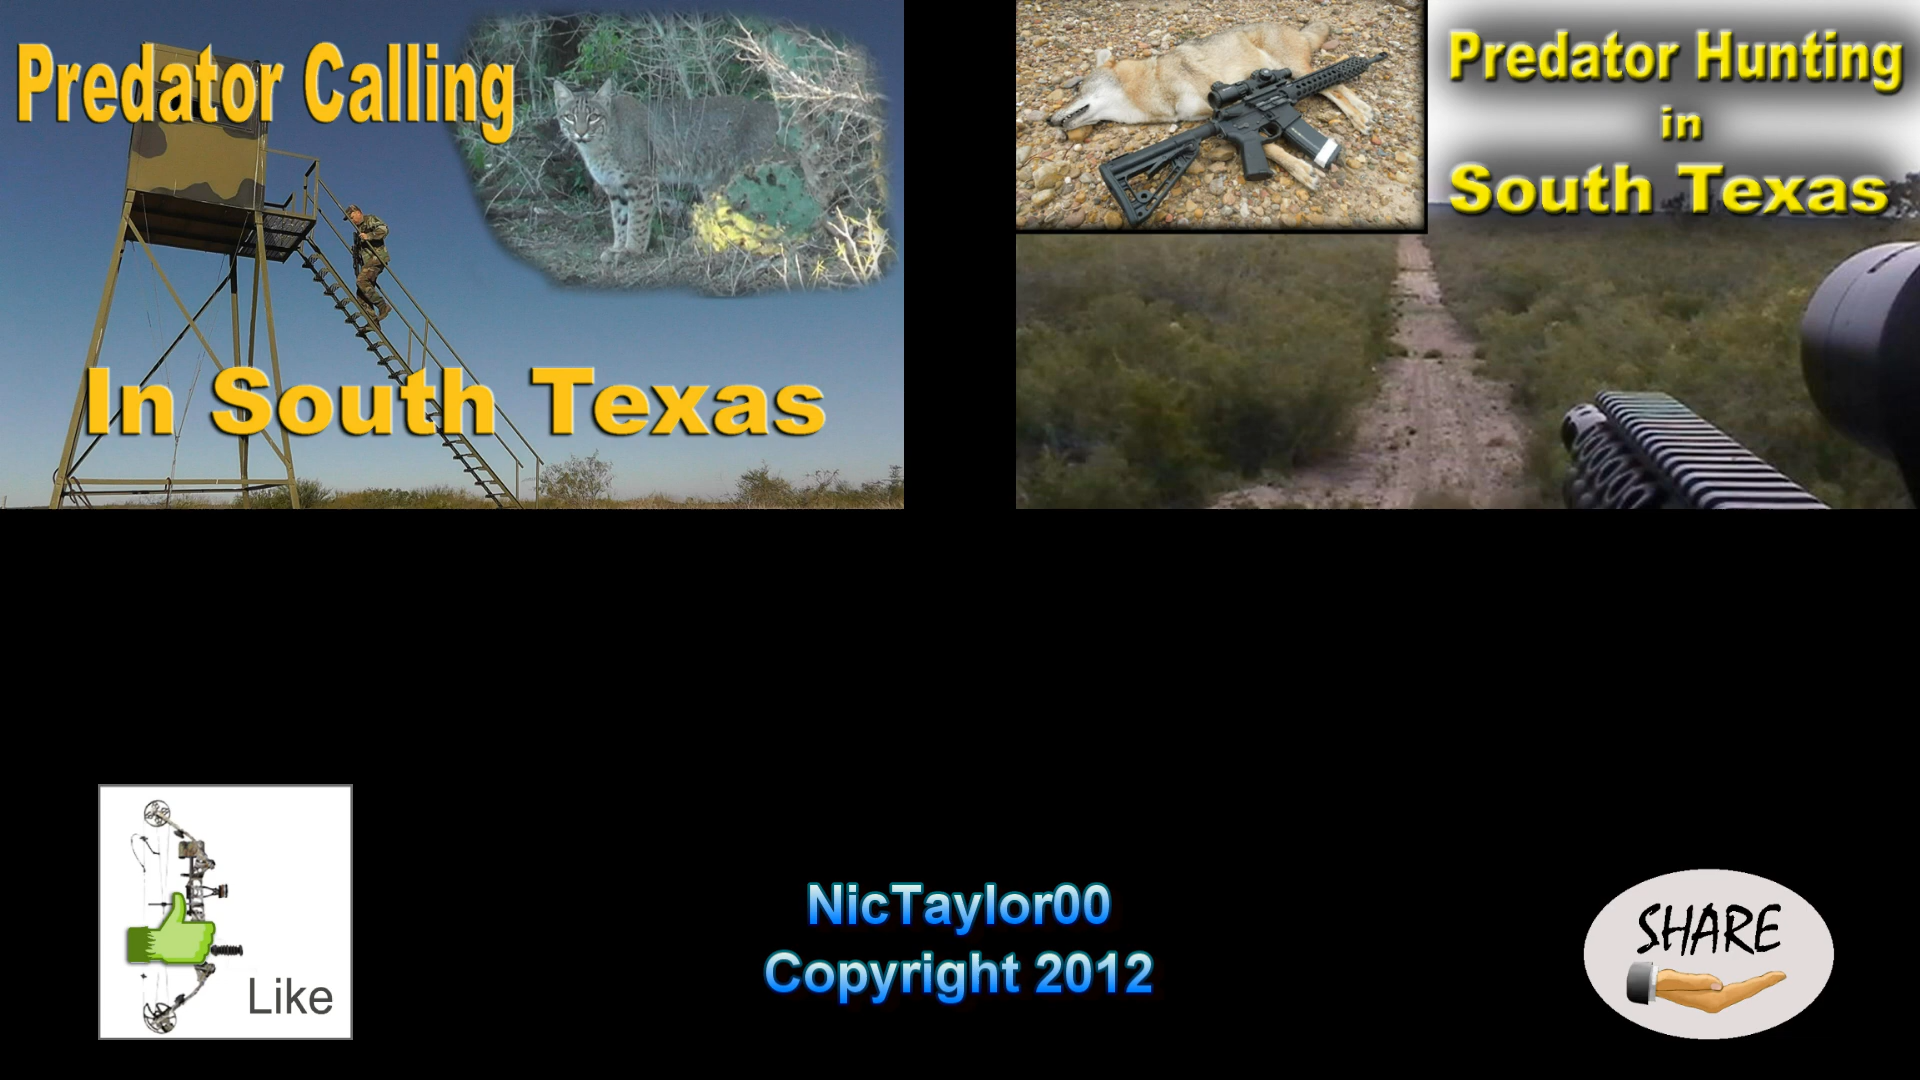 Predator Calling
In South Texas
Predator Hunting
in
South Texas
Like
NicTaylor00
Copyright 2012
SHARE